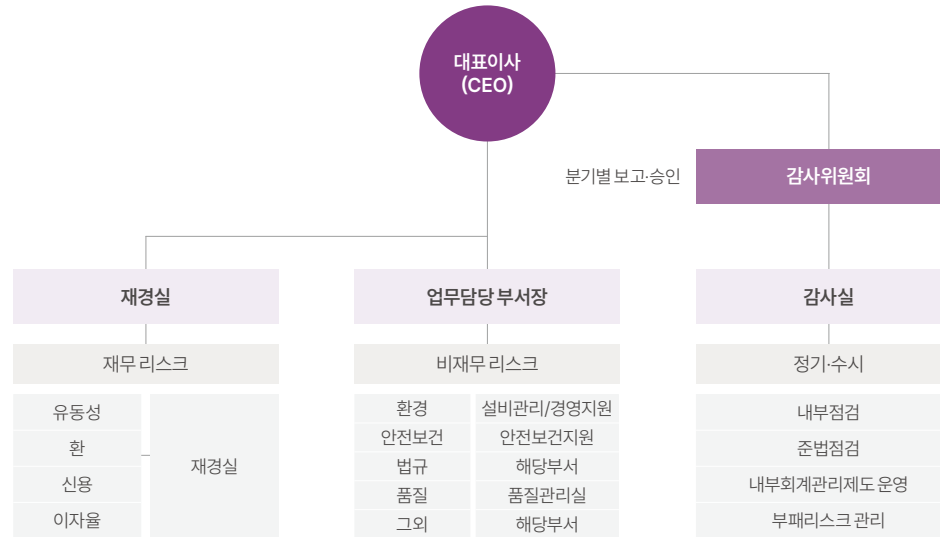 대표이사
(CEO)
분기별 보고·승인
감사위원회
재경실
업무담당 부서장
감사실
재무 리스크
비재무 리스크
정기·수시
유동성
환
신용
이자율
재경실
환경
설비관리/경영지원
안전보건
안전보건지원
법규
해당부서
품질
품질관리실
그외
해당부서
내부점검
준법점검
내부회계관리제도 운영
부패리스크 관리